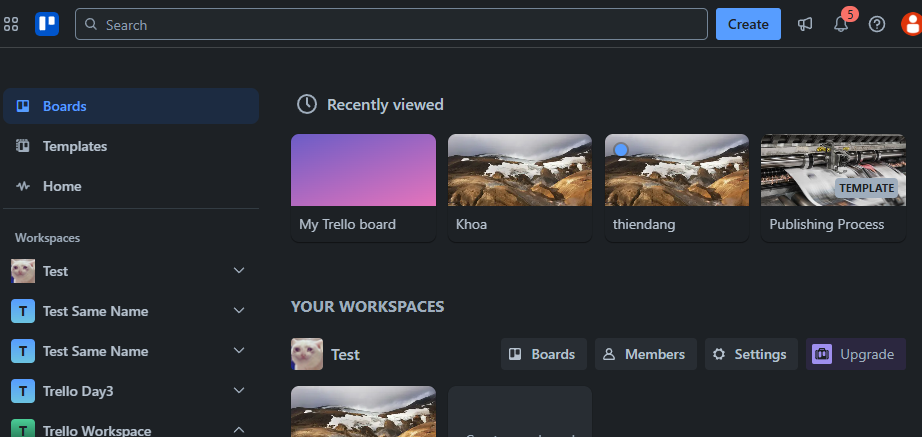 Search
Create
5
Boards
Templates
Home
Workspaces
Test
T Test Same Name
T Test Same Name
T Trello Day3
T Trello Workspace
Recently viewed
My Trello board
Khoa
thiendang
TEMPLATE
Publishing Process
YOUR WORKSPACES
Test
Boards
Members
Settings
Upgrade